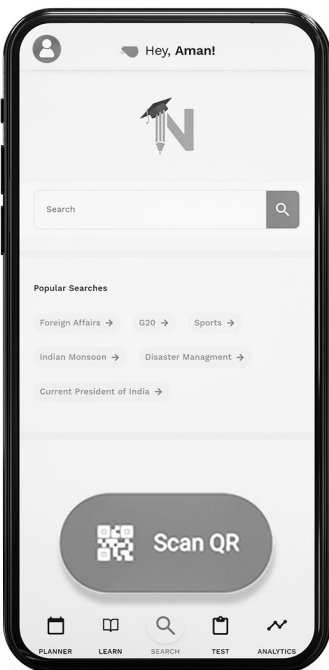 Hey, Aman!
N
Search
Popular Searches
Foreign Affairs → G20 → Sports →
Indian Monsoon → Disaster Managment →
Current President of India →
Scan QR
PLANNER LEARN SEARCH TEST ANALYTICS